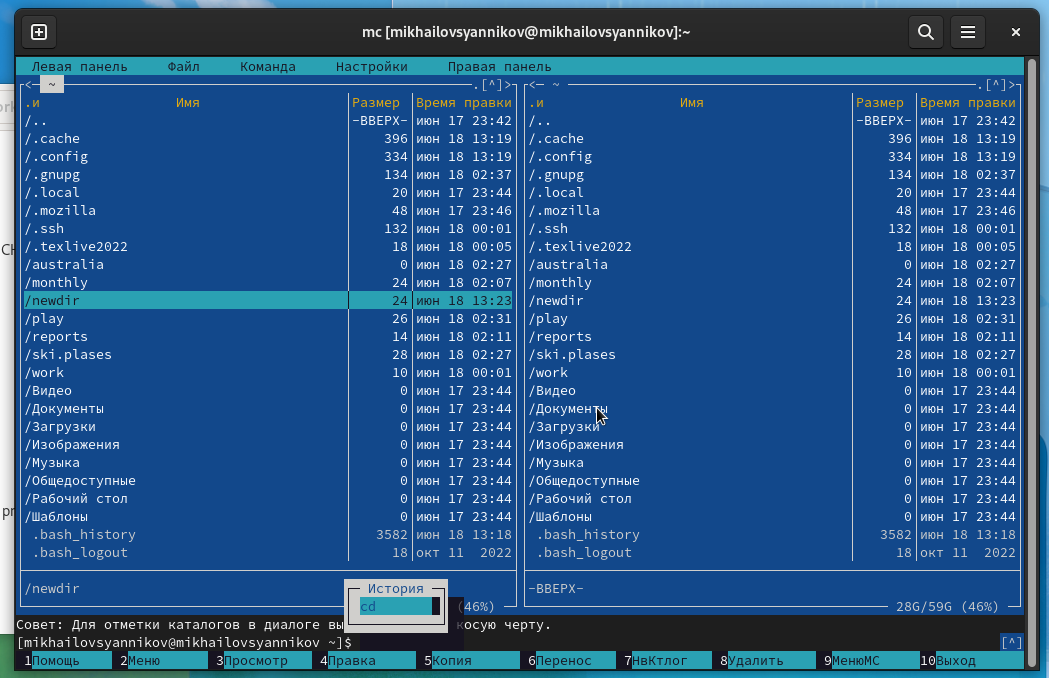 mc [mikhailovsyannikov@mikhailovsyannikov]:~
Левая панель Файл Команда Настройки Правая панель
<— ~ .[^]>
.и Имя Размер Время правки
/.. -ВВЕРХ- июн 17 23:42
/.cache 396 июн 18 13:19
/.config 334 июн 18 13:19
/.gnupg 134 июн 18 02:37
/.local 20 июн 17 23:44
/.mozilla 48 июн 17 23:46
/.ssh 132 июн 18 00:01
/.texlive2022 18 июн 18 00:05
/australia 0 июн 18 02:27
/monthly 24 июн 18 02:07
/newdir 24 июн 18 13:23
/play 26 июн 18 02:31
/reports 14 июн 18 02:11
/ski.plases 28 июн 18 02:27
/work 10 июн 18 00:01
/Видео 0 июн 17 23:44
/Документы 0 июн 17 23:44
/Загрузки 0 июн 17 23:44
/Изображения 0 июн 17 23:44
/Музыка 0 июн 17 23:44
/Общедоступные 0 июн 17 23:44
/Рабочий стол 0 июн 17 23:44
/Шаблоны 0 июн 17 23:44
.bash_history 3582 июн 18 13:18
.bash_logout 18 окт 11 2022
/newdir
(46%)
<— ~ .[^]>
.и Имя Размер Время правки
/.. -ВВЕРХ- июн 17 23:42
/.cache 396 июн 18 13:19
/.config 334 июн 18 13:19
/.gnupg 134 июн 18 02:37
/.local 20 июн 17 23:44
/.mozilla 48 июн 17 23:46
/.ssh 132 июн 18 00:01
/.texlive2022 18 июн 18 00:05
/australia 0 июн 18 02:27
/monthly 24 июн 18 02:07
/newdir 24 июн 18 13:23
/play 26 июн 18 02:31
/reports 14 июн 18 02:11
/ski.plases 28 июн 18 02:27
/work 10 июн 18 00:01
/Видео 0 июн 17 23:44
/Документы 0 июн 17 23:44
/Загрузки 0 июн 17 23:44
/Изображения 0 июн 17 23:44
/Музыка 0 июн 17 23:44
/Общедоступные 0 июн 17 23:44
/Рабочий стол 0 июн 17 23:44
/Шаблоны 0 июн 17 23:44
.bash_history 3582 июн 18 13:18
.bash_logout 18 окт 11 2022
-ВВЕРХ-
28G/59G (46%)
История
cd
Совет: Для отметки каталогов в диалоге вы косую черту.
[mikhailovsyannikov@mikhailovsyannikov ~]$ [^]
1Помощь 2Меню 3Просмотр 4Правка 5Копия 6Перенос 7НвКтлог 8Удалить 9МенюМС 10Выход